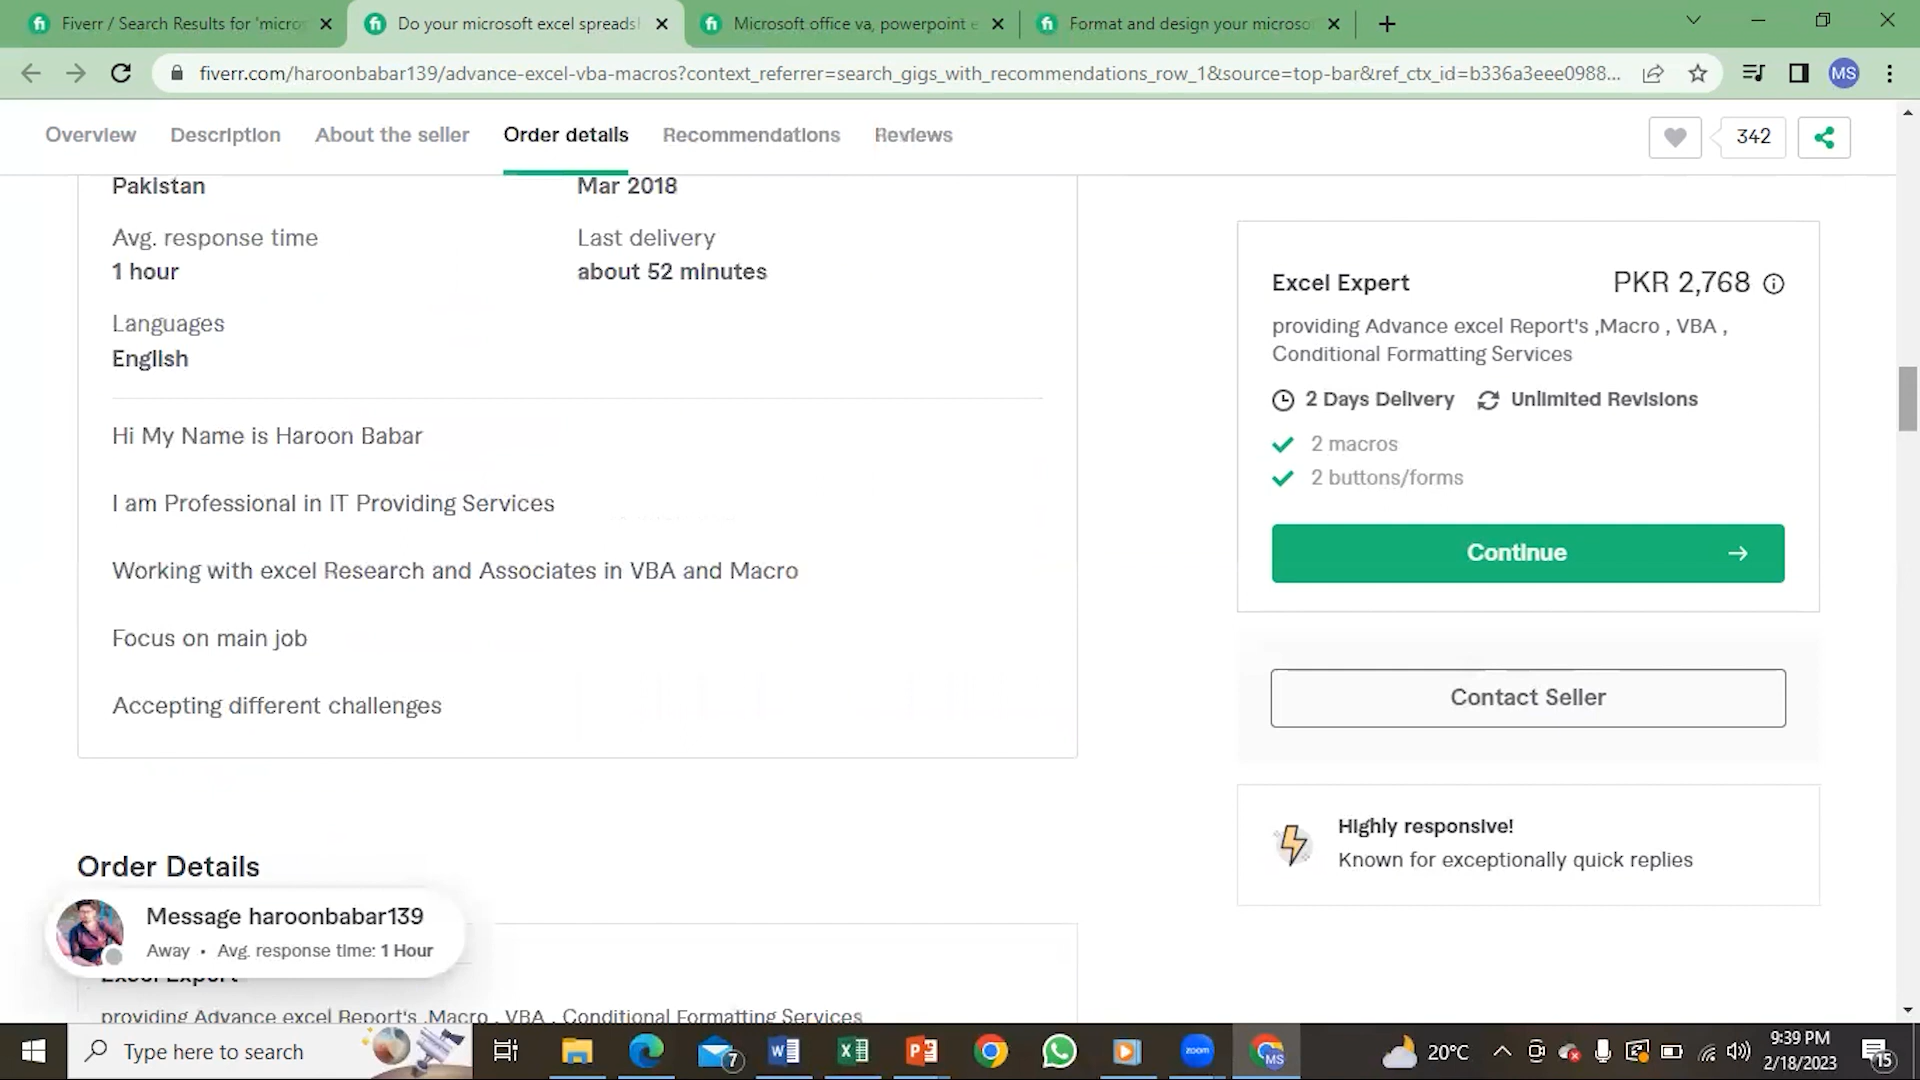 Fiverr / Search Results for 'micros
Do your microsoft excel spreads
Microsoft office va, powerpoint e
Format and design your microso
fiverr.com/haroonbabar139/advance-excel-vba-macros?context_referrer=search_gigs_with_recommendations_row_1&source=top-bar&ref_ctx_id=b336a3eee0988...
MS
Overview
Description
About the seller
Order details
Recommendations
Reviews
342
Pakistan
Mar 2018
Avg. response time
Last delivery
1 hour
about 52 minutes
Languages
English
Hi My Name is Haroon Babar
I am Professional in IT Providing Services
Working with excel Research and Associates in VBA and Macro
Focus on main job
Accepting different challenges
Excel Expert
PKR 2,768
providing Advance excel Report's ,Macro , VBA ,
Conditional Formatting Services
2 Days Delivery
Unlimited Revisions
2 macros
2 buttons/forms
Continue
Contact Seller
Highly responsive!
Known for exceptionally quick replies
Order Details
Message haroonbabar139
Away • Avg. response time: 1 Hour
Excel Expert
providing Advance excel Report's ,Macro , VBA , Conditional Formatting Services
Type here to search
7
zoom
MS
20°C
9:39 PM
2/18/2023
15